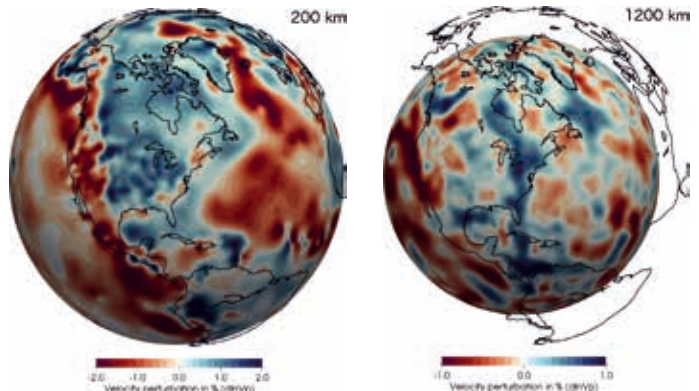 200 km
1200 km
-2.0 -1.0 0.0 1.0 2.0
Velocity perturbation in % (dlnVp)
-1.0 0.0 1.0
Velocity perturbation in % (dlnVp)